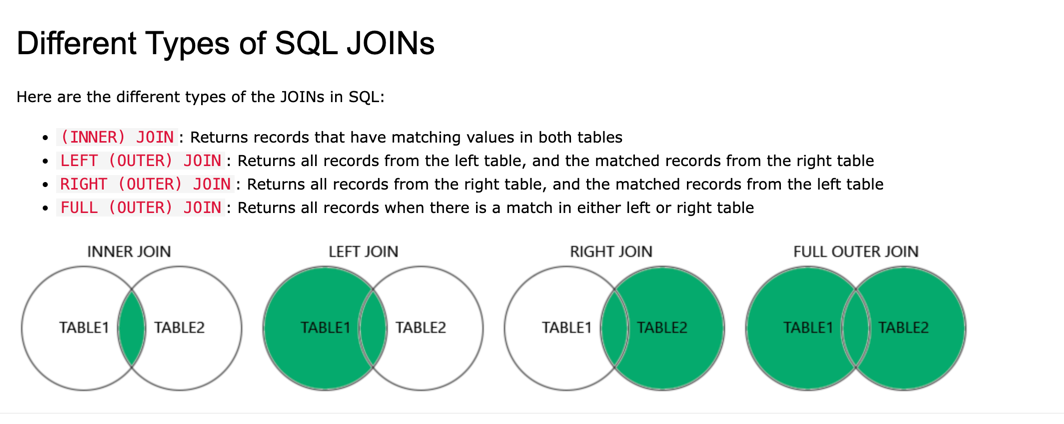 Different Types of SQL JOINs
Here are the different types of the JOINs in SQL:
• (INNER) JOIN: Returns records that have matching values in both tables
• LEFT (OUTER) JOIN: Returns all records from the left table, and the matched records from the right table
• RIGHT (OUTER) JOIN: Returns all records from the right table, and the matched records from the left table
• FULL (OUTER) JOIN: Returns all records when there is a match in either left or right table
INNER JOIN LEFT JOIN RIGHT JOIN FULL OUTER JOIN
TABLE1 TABLE2 TABLE1 TABLE2 TABLE1 TABLE2 TABLE1 TABLE2